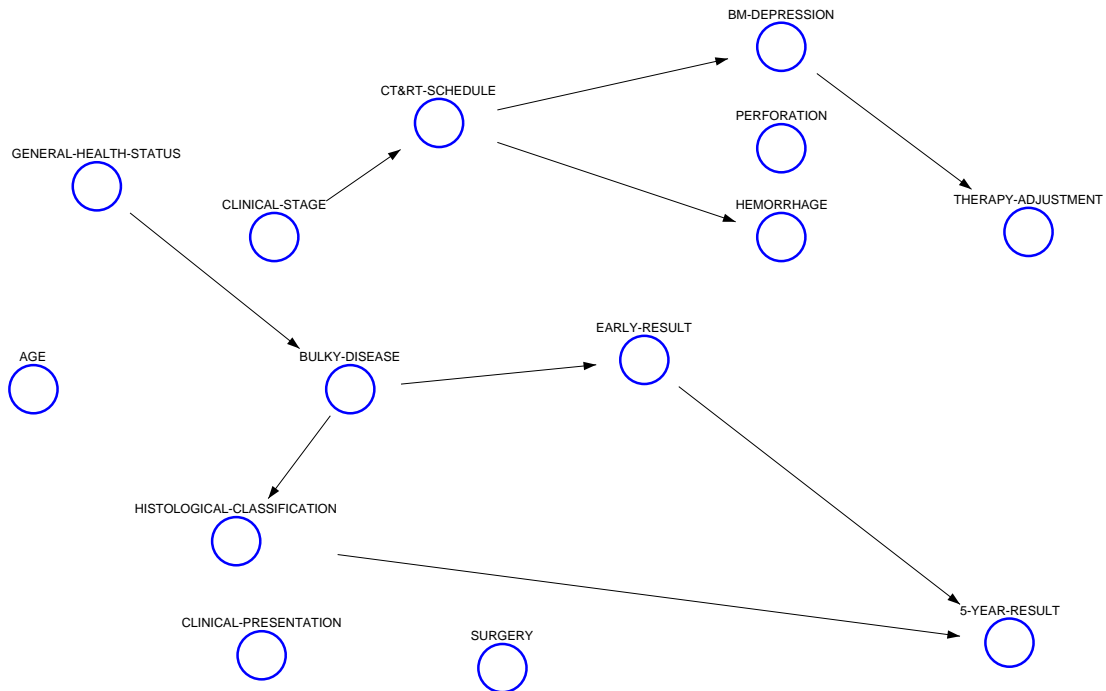 BM-DEPRESSION
CT&RT-SCHEDULE
PERFORATION
GENERAL-HEALTH-STATUS
THERAPY-ADJUSTMENT
CLINICAL-STAGE
HEMORRHAGE
EARLY-RESULT
AGE
BULKY-DISEASE
HISTOLOGICAL-CLASSIFICATION
5-YEAR-RESULT
CLINICAL-PRESENTATION
SURGERY